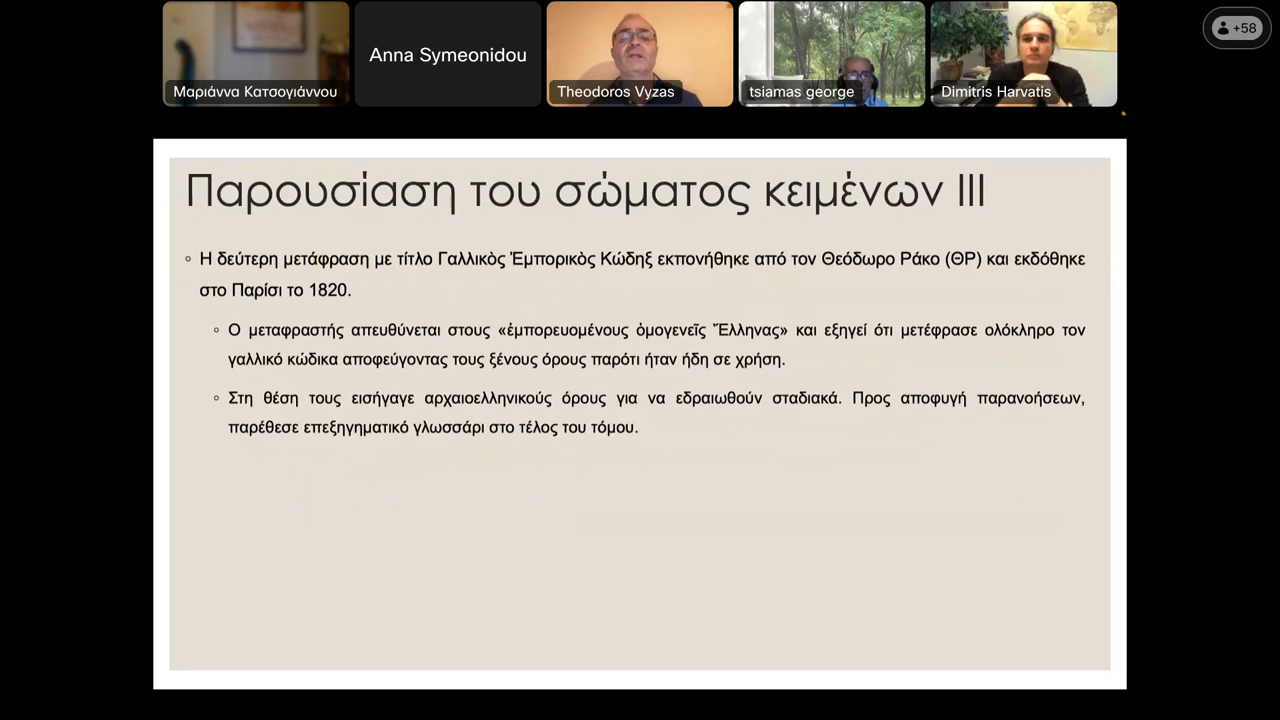 Μαριάννα Κατσογιάννου
Anna Symeonidou
Theodoros Vyzas
tsiamas george
Dimitris Harvatis
+58
Παρουσίαση του σώματος κειμένων III
Η δεύτερη μετάφραση με τίτλο Γαλλικὸς Ἐμπορικὸς Κώδηξ εκπονήθηκε από τον Θεόδωρο Ράκο (ΘΡ) και εκδόθηκε
στο Παρίσι το 1820.
Ο μεταφραστής απευθύνεται στους «ἐμπορευομένους ὁμογενεῖς Ἕλληνας» και εξηγεί ότι μετέφρασε ολόκληρο τον
γαλλικό κώδικα αποφεύγοντας τους ξένους όρους παρότι ήταν ήδη σε χρήση.
Στη θέση τους εισήγαγε αρχαιοελληνικούς όρους για να εδραιωθούν σταδιακά. Προς αποφυγή παρανοήσεων,
παρέθεσε επεξηγηματικό γλωσσάρι στο τέλος του τόμου.